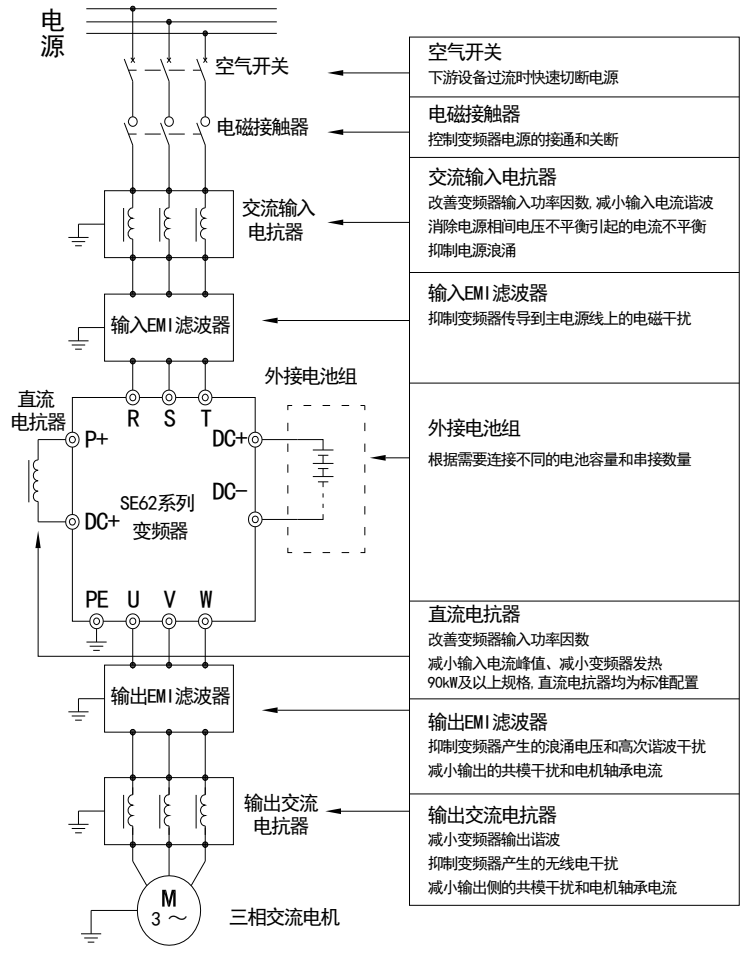 电
源
空气开关
电磁接触器
交流输入
电抗器
输入EMI滤波器
外接电池组
直流
电抗器
R S T
P+
DC+
DC-
DC+
SE62系列
变频器
PE U V W
输出EMI滤波器
输出交流
电抗器
M
3 ～
三相交流电机
空气开关
下游设备过流时快速切断电源
电磁接触器
控制变频器电源的接通和关断
交流输入电抗器
改善变频器输入功率因数, 减小输入电流谐波
消除电源相间电压不平衡引起的电流不平衡
抑制电源浪涌
输入EMI滤波器
抑制变频器传导到主电源线上的电磁干扰
外接电池组
根据需要连接不同的电池容量和串接数量
直流电抗器
改善变频器输入功率因数
减小输入电流峰值、减小变频器发热
90kW及以上规格, 直流电抗器均为标准配置
输出EMI滤波器
抑制变频器产生的浪涌电压和高次谐波干扰
减小输出的共模干扰和电机轴承电流
输出交流电抗器
减小变频器输出谐波
抑制变频器产生的无线电干扰
减小输出侧的共模干扰和电机轴承电流